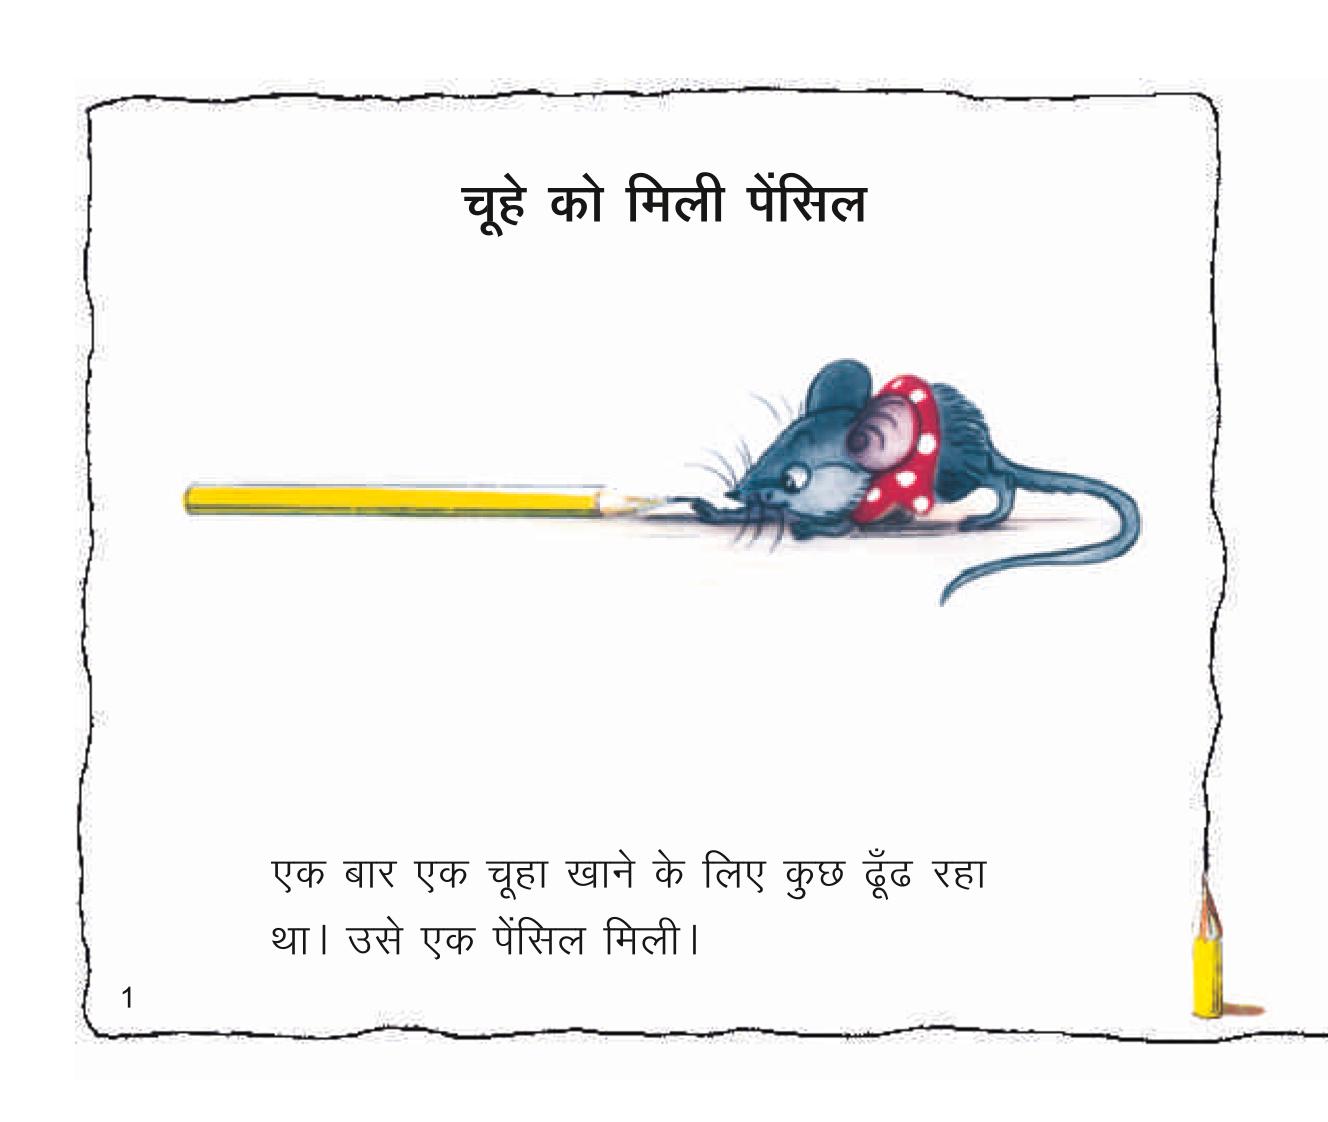 चूहे को मिली पेंसिल
एक बार एक चूहा खाने के लिए कुछ ढूँढ रहा
था। उसे एक पेंसिल मिली।
1